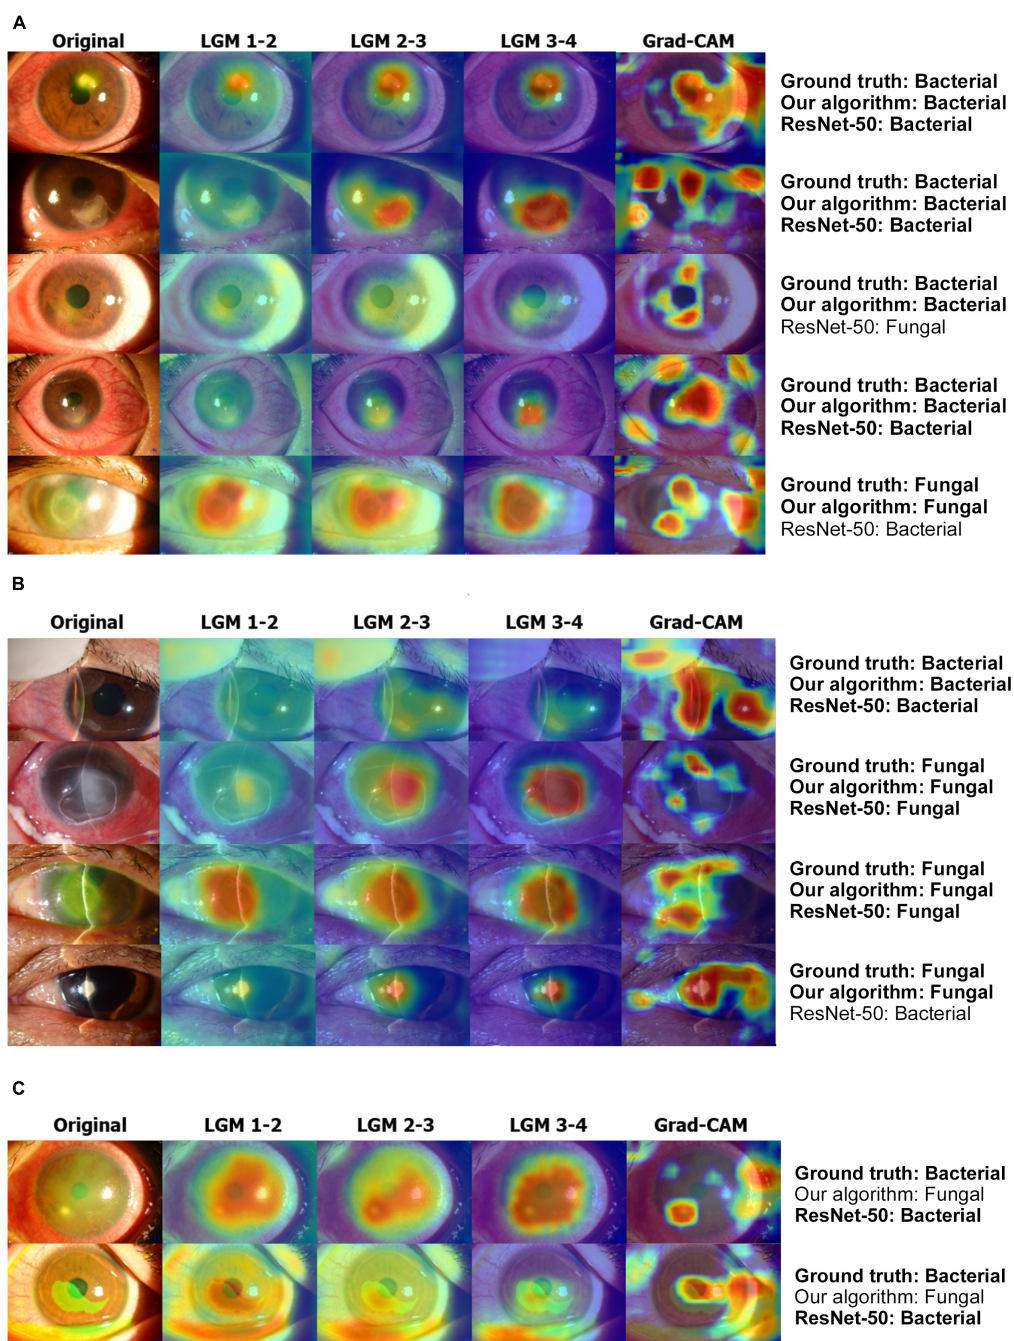 A
Original LGM 1-2 LGM 2-3 LGM 3-4 Grad-CAM
Ground truth: Bacterial
Our algorithm: Bacterial
ResNet-50: Bacterial
Ground truth: Bacterial
Our algorithm: Bacterial
ResNet-50: Bacterial
Ground truth: Bacterial
Our algorithm: Bacterial
ResNet-50: Fungal
Ground truth: Bacterial
Our algorithm: Bacterial
ResNet-50: Bacterial
Ground truth: Fungal
Our algorithm: Fungal
ResNet-50: Bacterial
B
Original LGM 1-2 LGM 2-3 LGM 3-4 Grad-CAM
Ground truth: Bacterial
Our algorithm: Bacterial
ResNet-50: Bacterial
Ground truth: Fungal
Our algorithm: Fungal
ResNet-50: Fungal
Ground truth: Fungal
Our algorithm: Fungal
ResNet-50: Fungal
Ground truth: Fungal
Our algorithm: Fungal
ResNet-50: Bacterial
C
Original LGM 1-2 LGM 2-3 LGM 3-4 Grad-CAM
Ground truth: Bacterial
Our algorithm: Fungal
ResNet-50: Bacterial
Ground truth: Bacterial
Our algorithm: Fungal
ResNet-50: Bacterial